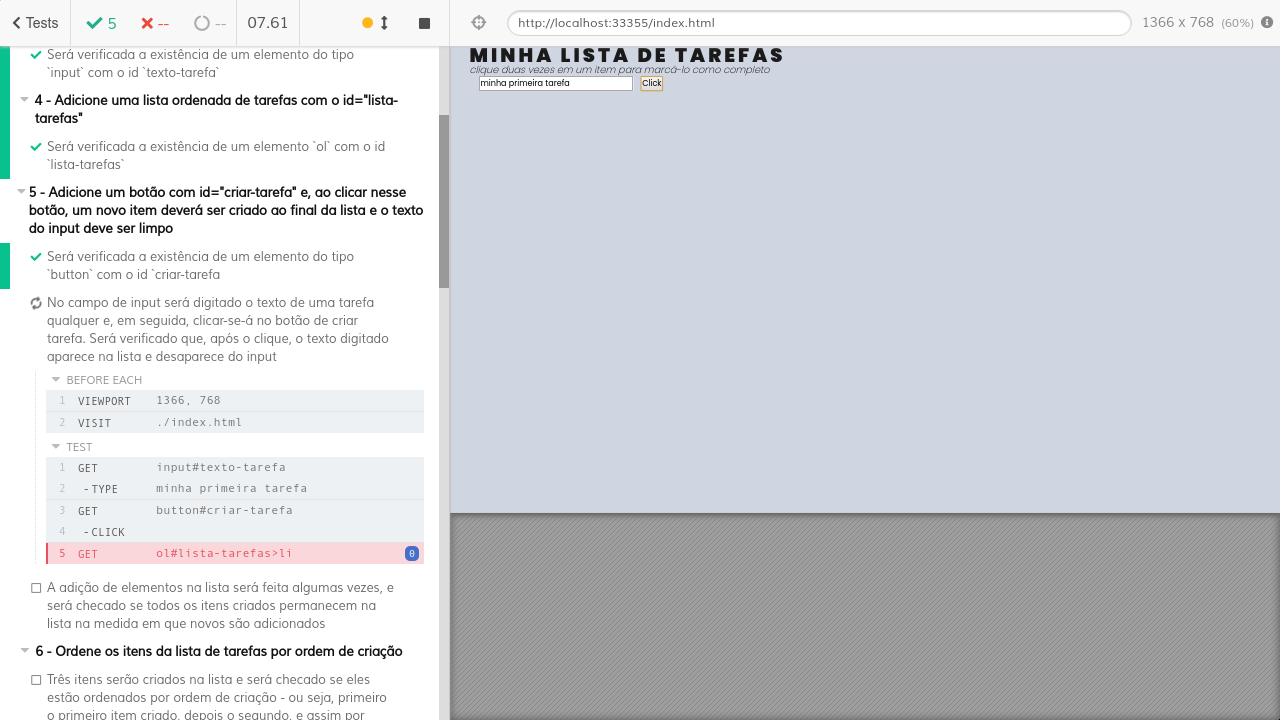 Tests
5
--
--
07.61
http://localhost:33355/index.html
1366 x 768 (60%)
Será verificada a existência de um elemento do tipo
`input` com o id `texto-tarefa`
4 - Adicione uma lista ordenada de tarefas com o id="lista-
tarefas"
Será verificada a existência de um elemento `ol` com o id
`lista-tarefas`
5 - Adicione um botão com id="criar-tarefa" e, ao clicar nesse
botão, um novo item deverá ser criado ao final da lista e o texto
do input deve ser limpo
Será verificada a existência de um elemento do tipo
`button` com o id `criar-tarefa
No campo de input será digitado o texto de uma tarefa
qualquer e, em seguida, clicar-se-á no botão de criar
tarefa. Será verificado que, após o clique, o texto digitado
aparece na lista e desaparece do input
BEFORE EACH
1 VIEWPORT 1366, 768
2 VISIT ./index.html
TEST
1 GET input#texto-tarefa
2 -TYPE minha primeira tarefa
3 GET button#criar-tarefa
4 -CLICK
5 GET ol#lista-tarefas>li 0
A adição de elementos na lista será feita algumas vezes, e
será checado se todos os itens criados permanecem na
lista na medida em que novos são adicionados
6 - Ordene os itens da lista de tarefas por ordem de criação
Três itens serão criados na lista e será checado se eles
estão ordenados por ordem de criação - ou seja, primeiro
o primeiro item criado, depois o segundo, e assim por
MINHA LISTA DE TAREFAS
clique duas vezes em um item para marcá-lo como completo
minha primeira tarefa Click